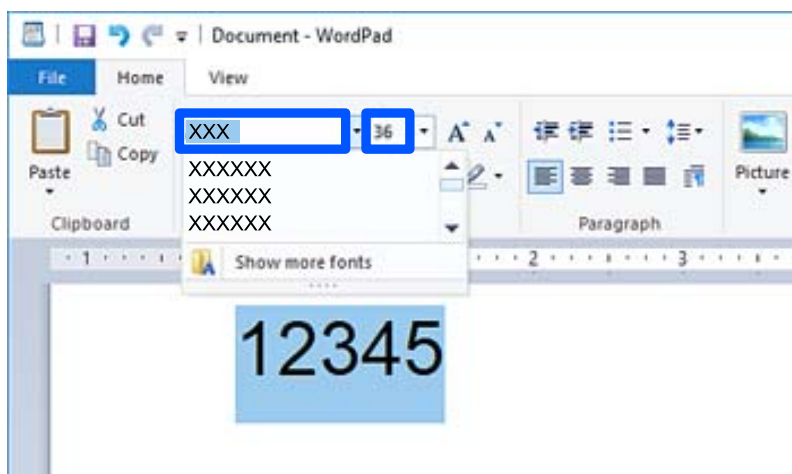 Document - WordPad
File Home View
Cut
Copy
Paste
Clipboard
XXX 36 A A
XXXXXX
XXXXXX
XXXXXX
Show more fonts
Paragraph
Picture
1 2 3
12345